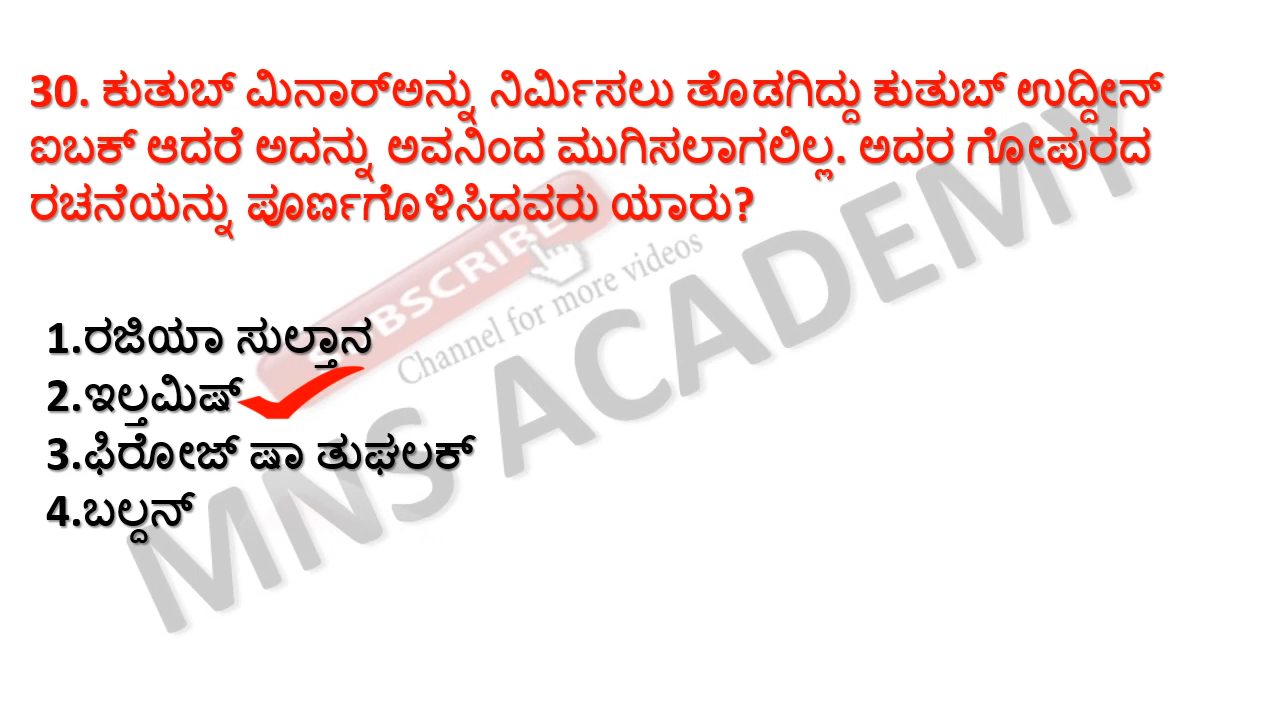 30. ಕುತುಬ್ ಮಿನಾರ್ಅನ್ನು ನಿರ್ಮಿಸಲು ತೊಡಗಿದ್ದು ಕುತುಬ್ ಉದ್ದೀನ್
ಐಬಕ್ ಆದರೆ ಅದನ್ನು ಅವನಿಂದ ಮುಗಿಸಲಾಗಲಿಲ್ಲ. ಅದರ ಗೋಪುರದ
ರಚನೆಯನ್ನು ಪೂರ್ಣಗೊಳಿಸಿದವರು ಯಾರು?
SUBSCRIBE
Channel for more videos
MNS ACADEMY
1.ರಜಿಯಾ ಸುಲ್ತಾನ
2.ಇಲ್ತಮಿಷ್
3.ಫಿರೋಜ್ ಷಾ ತುಘಲಕ್
4.ಬಲ್ದನ್